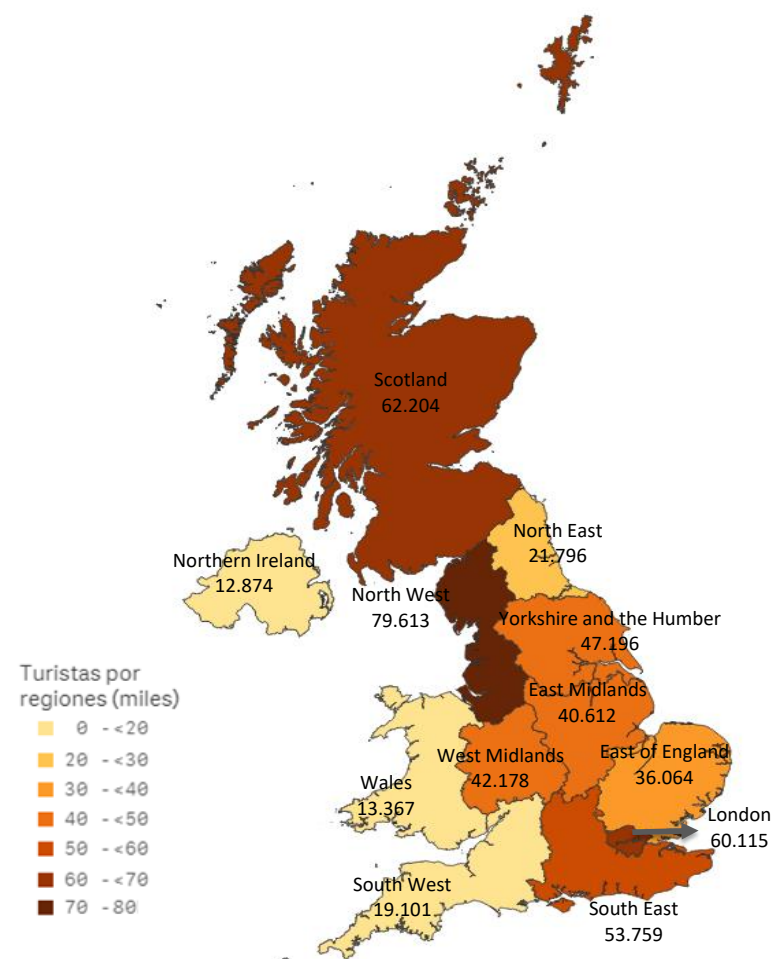 Scotland
62.204
North East
21.796
Northern Ireland
12.874
North West
79.613
Yorkshire and the Humber
47.196
East Midlands
40.612
West Midlands
42.178
East of England
36.064
Wales
13.367
London
60.115
South West
19.101
South East
53.759
Turistas por
regiones (miles)
0 -<20
20 -<30
30 -<40
40 -<50
50 -<60
60 -<70
70 -80